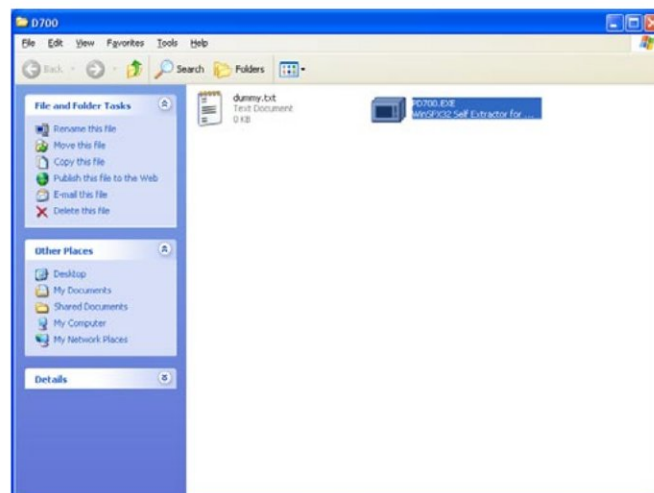 D700
File Edit View Favorites Tools Help
Back Search Folders
File and Folder Tasks
Rename this file
Move this file
Copy this file
Publish this file to the Web
E-mail this file
Delete this file
Other Places
Desktop
My Documents
Shared Documents
My Computer
My Network Places
Details
dummy.txt
Text Document
0 KB
PD700.EXE
WinSFX32 Self Extractor for ...